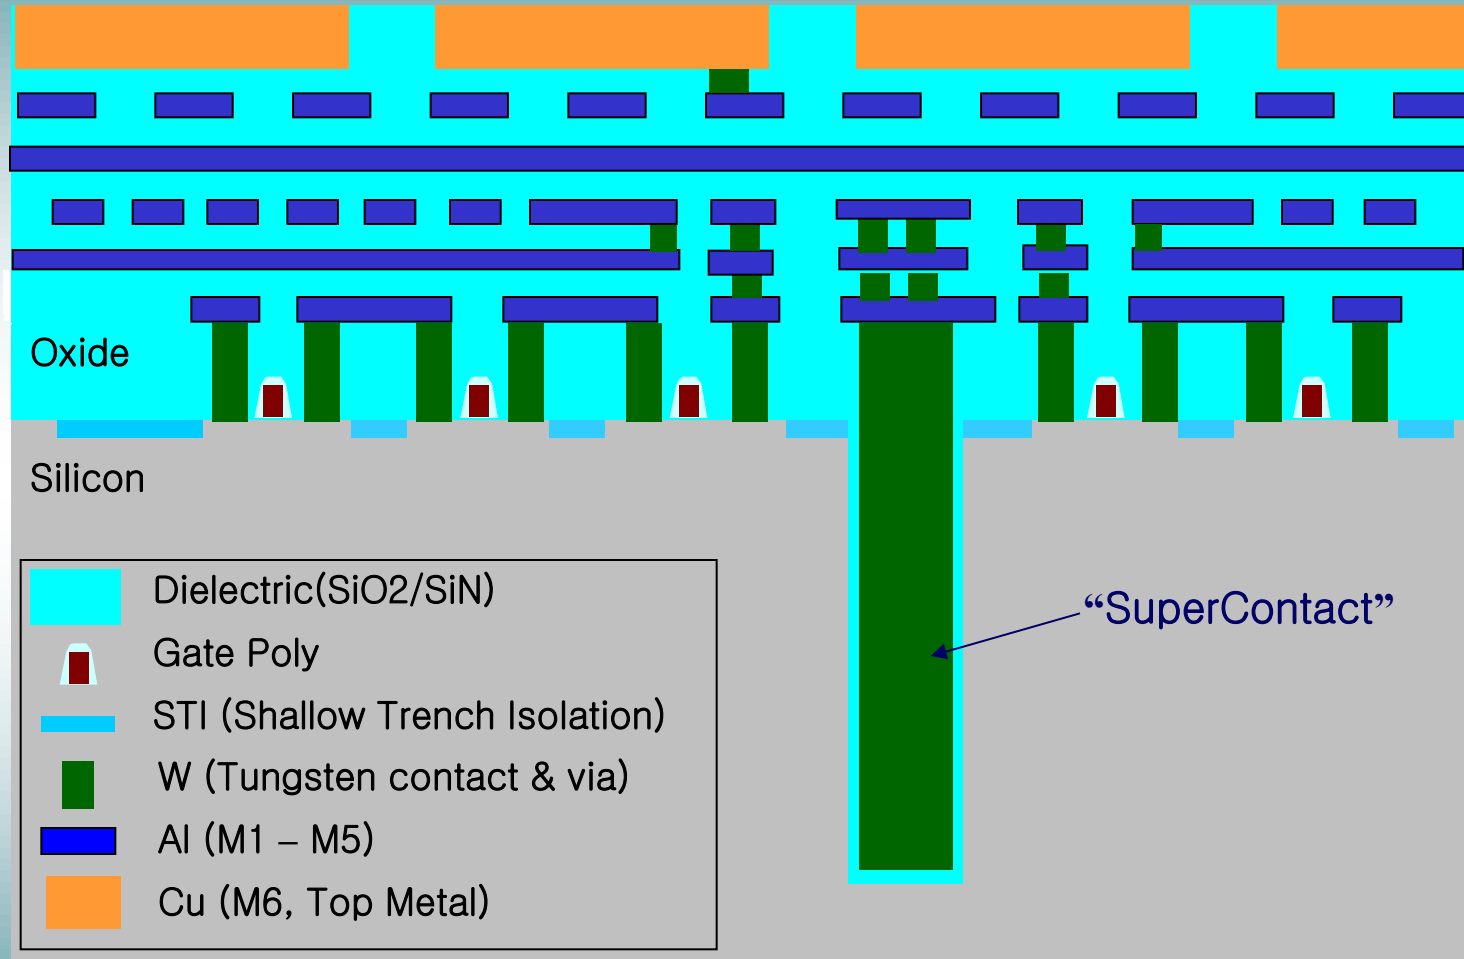 Oxide
Silicon
Dielectric(SiO2/SiN)
Gate Poly
“SuperContact”
STI (Shallow Trench Isolation)
W (Tungsten contact & via)
Al (M1 – M5)
Cu (M6, Top Metal)